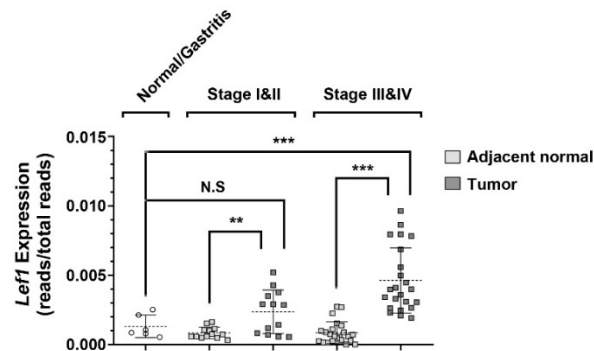 Normal/Gastritis
Stage I&II
Stage III&IV
Lef1 Expression
(reads/total reads)
0.015
0.010
0.005
0.000
***
***
N.S
**
Adjacent normal
Tumor